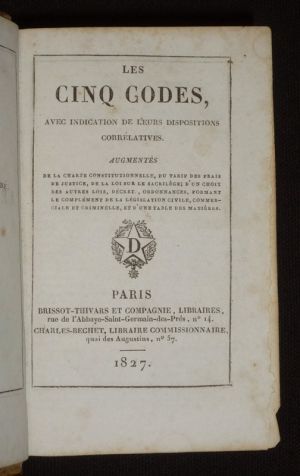 LES
CINQ CODES,
AVEC INDICATION DE LEURS DISPOSITIONS
CORRÉLATIVES.
AUGMENTÉS
DE LA CHARTE CONSTITUTIONNELLE, DU TARIF DES FRAIS
DE JUSTICE, DE LA LOI SUR LE SACRILÈGE; D'UN CHOIX
DES AUTRES LOIS, DÉCRET, ORDONNANCES, FORMANT
LE COMPLÉMENT DE LA LÉGISLATION CIVILE, COMMER-
CIALE ET CRIMINELLE, ET D'UNE TABLE DES MATIÈRES.
D
PARIS
BRISSOT-THIVARS ET COMPAGNIE, LIBRAIRES,
rue de l'Abbaye-Saint-Germain-des-Prés, nº 14.
CHARLES-BECHET, LIBRAIRE COMMISSIONNAIRE,
quai des Augustins, nº 57.
1827.